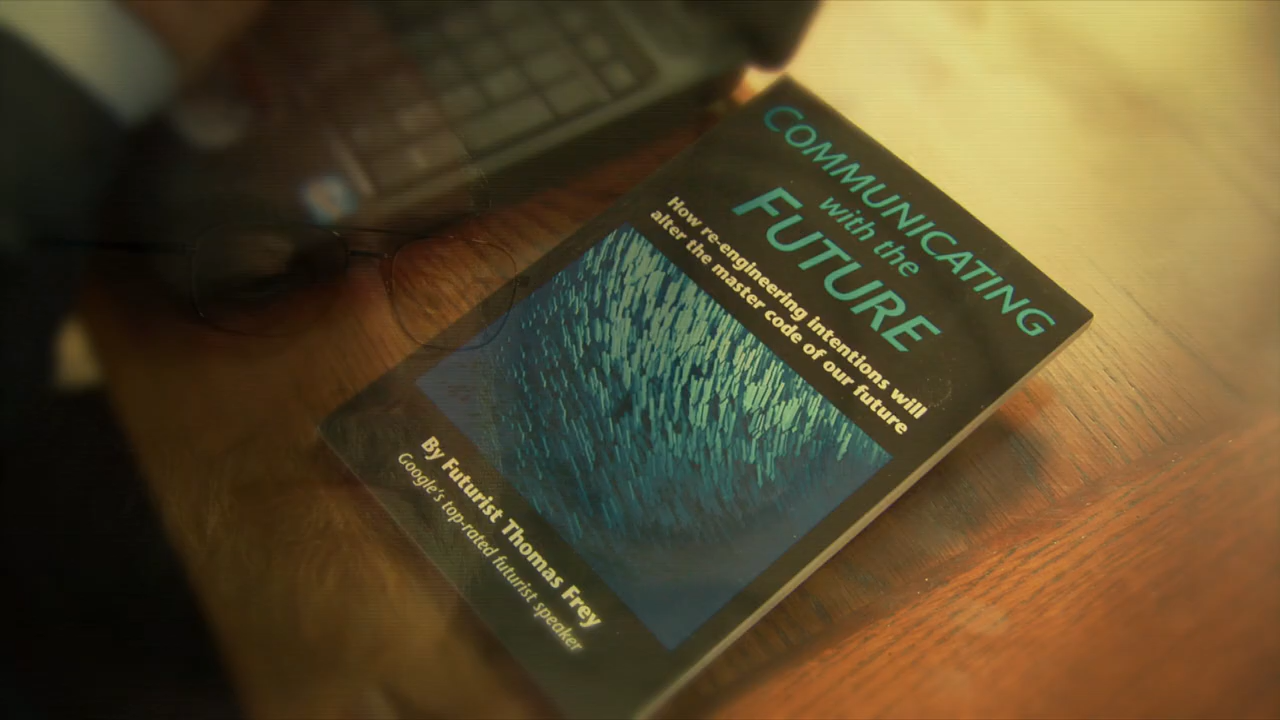 COMMUNICATING
with the
FUTURE
How re-engineering intentions will
alter the master code of our future
By Futurist Thomas Frey
Google's top-rated futurist speaker